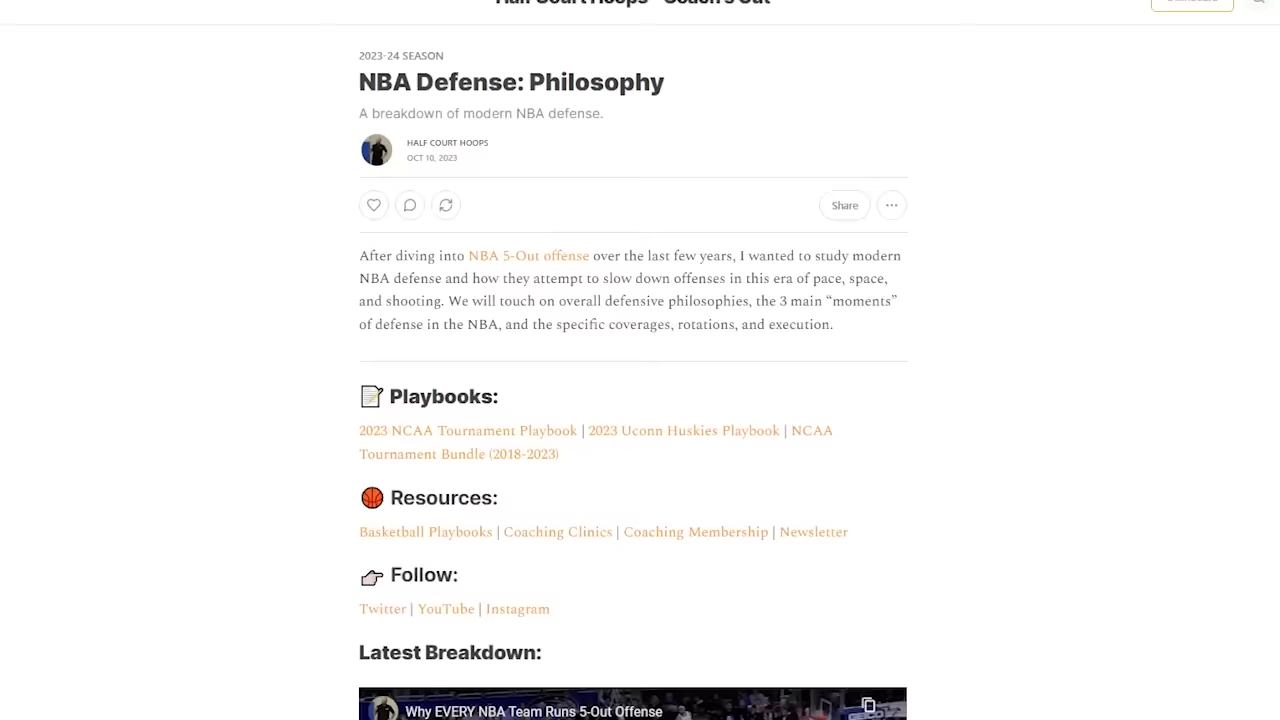 Half Court Hoops - Coach's Cut
2023-24 SEASON
NBA Defense: Philosophy
A breakdown of modern NBA defense.
HALF COURT HOOPS
OCT 10, 2023
Share
After diving into NBA 5-Out offense over the last few years, I wanted to study modern
NBA defense and how they attempt to slow down offenses in this era of pace, space,
and shooting. We will touch on overall defensive philosophies, the 3 main “moments”
of defense in the NBA, and the specific coverages, rotations, and execution.
Playbooks:
2023 NCAA Tournament Playbook | 2023 Uconn Huskies Playbook | NCAA
Tournament Bundle (2018-2023)
Resources:
Basketball Playbooks | Coaching Clinics | Coaching Membership | Newsletter
Follow:
Twitter | YouTube | Instagram
Latest Breakdown:
Why EVERY NBA Team Runs 5-Out Offense